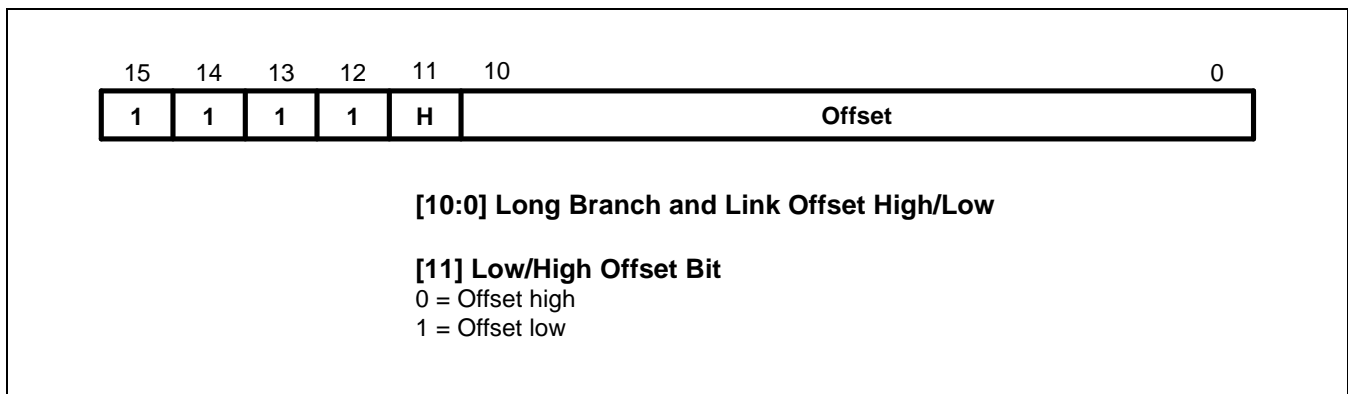 15 14 13 12 11 10 0
1 1 1 1 H Offset
[10:0] Long Branch and Link Offset High/Low
[11] Low/High Offset Bit
0 = Offset high
1 = Offset low